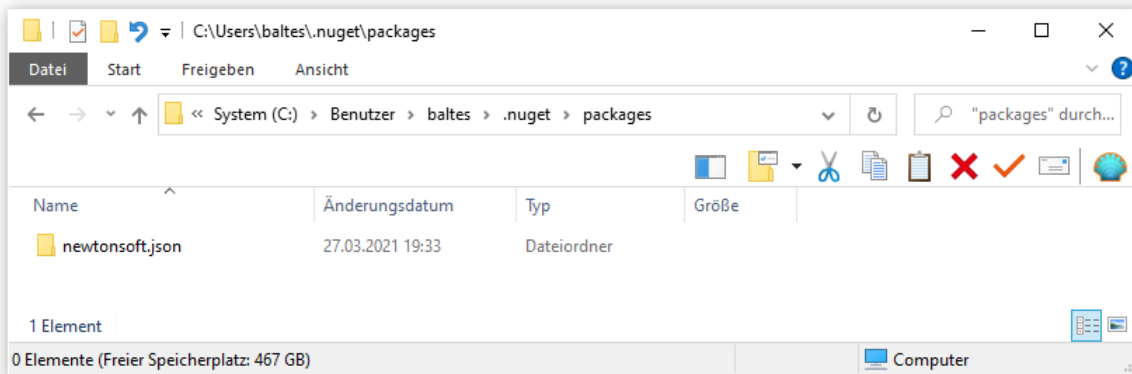 C:\Users\baltes\.nuget\packages
Datei Start Freigeben Ansicht
« System (C:) > Benutzer > baltes > .nuget > packages "packages" durch...
Name Änderungsdatum Typ Größe
newtonsoft.json 27.03.2021 19:33 Dateiordner
1 Element
0 Elemente (Freier Speicherplatz: 467 GB) Computer